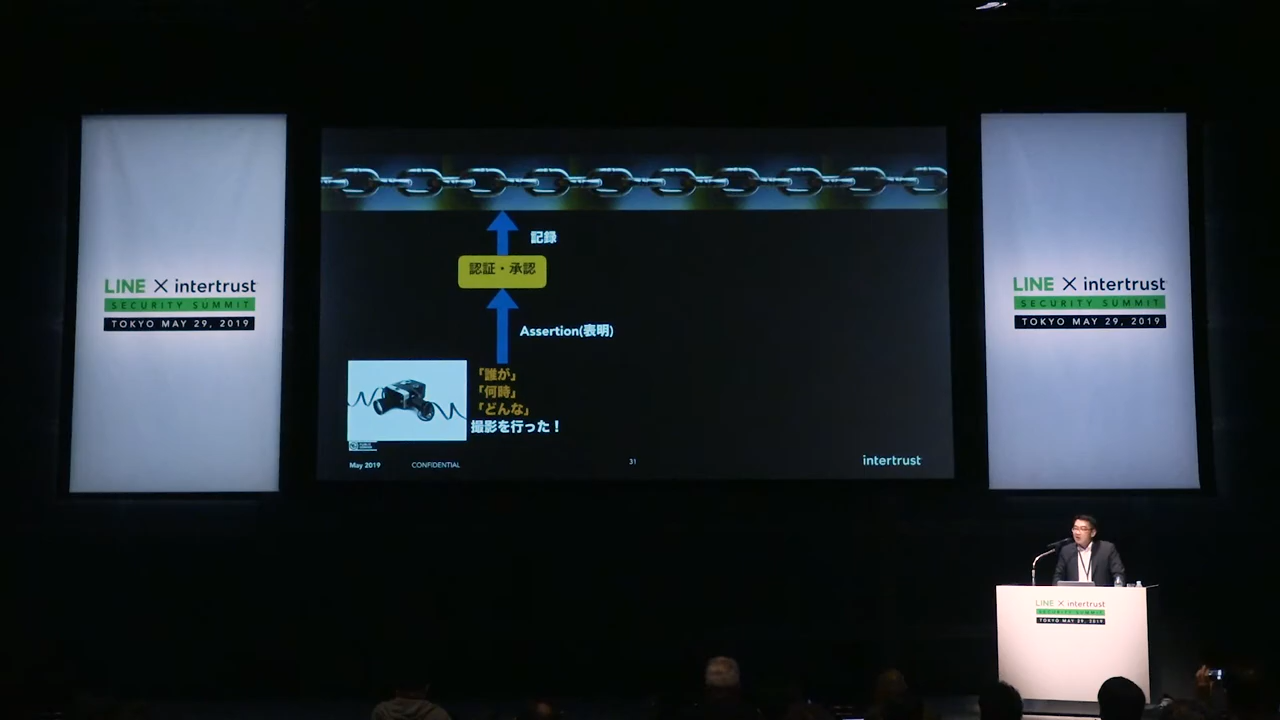 LINE × intertrust
SECURITY SUMMIT
TOKYO MAY 29, 2019
記録
認証・承認
Assertion(表明)
「誰が」
「何時」
「どんな」
撮影を行った！
May 2019
CONFIDENTIAL
31
intertrust
LINE × intertrust
SECURITY SUMMIT
TOKYO MAY 29, 2019
LINE × intertrust
SECURITY SUMMIT
TOKYO MAY 29, 2019